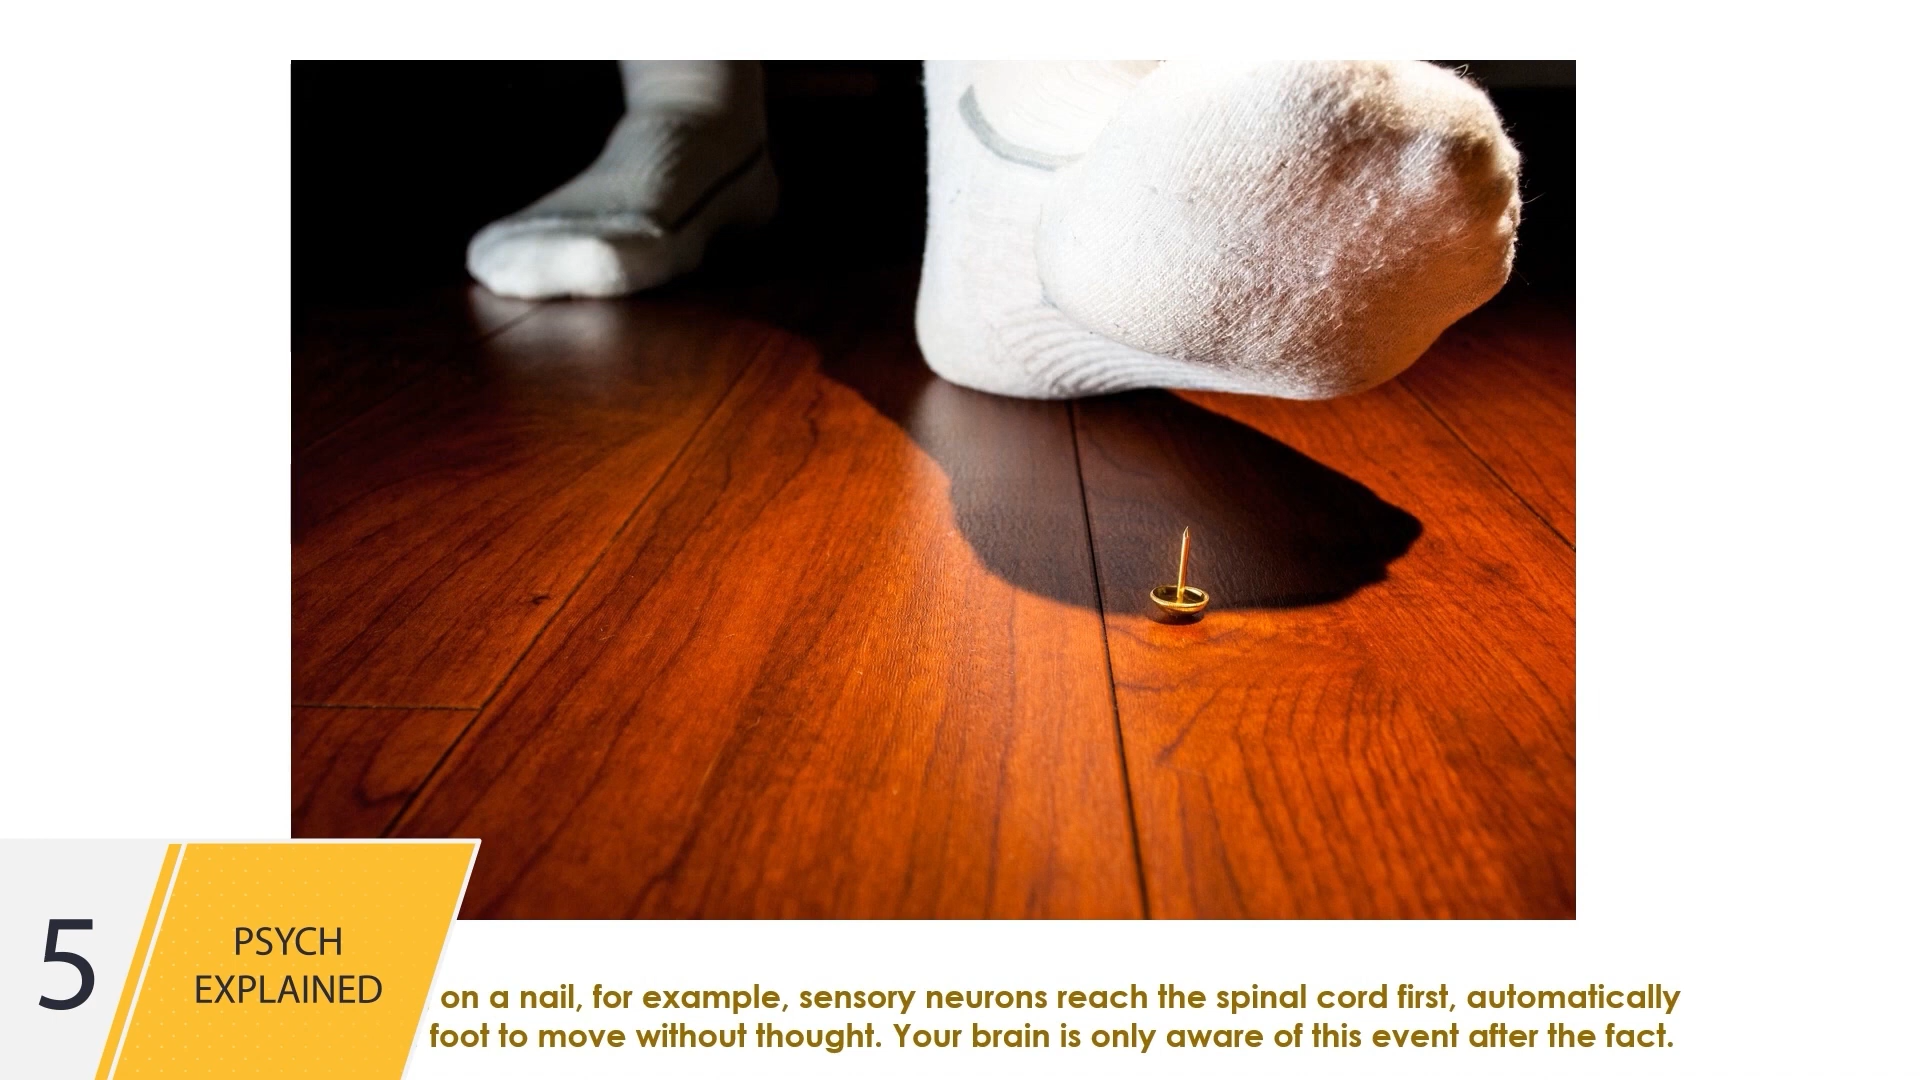 5
PSYCH
EXPLAINED
on a nail, for example, sensory neurons reach the spinal cord first, automatically
foot to move without thought. Your brain is only aware of this event after the fact.